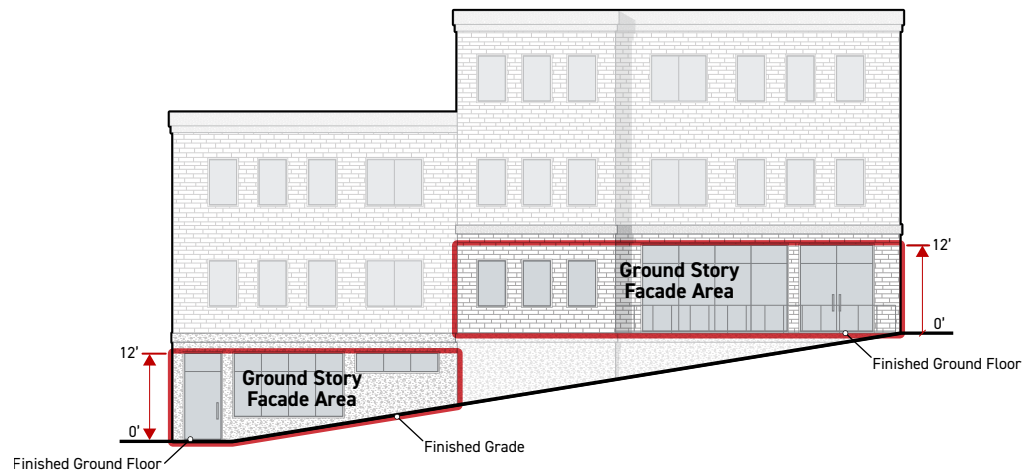 12'
Ground Story
Facade Area
0'
Finished Ground Floor
12'
Ground Story
Facade Area
0'
Finished Grade
Finished Ground Floor